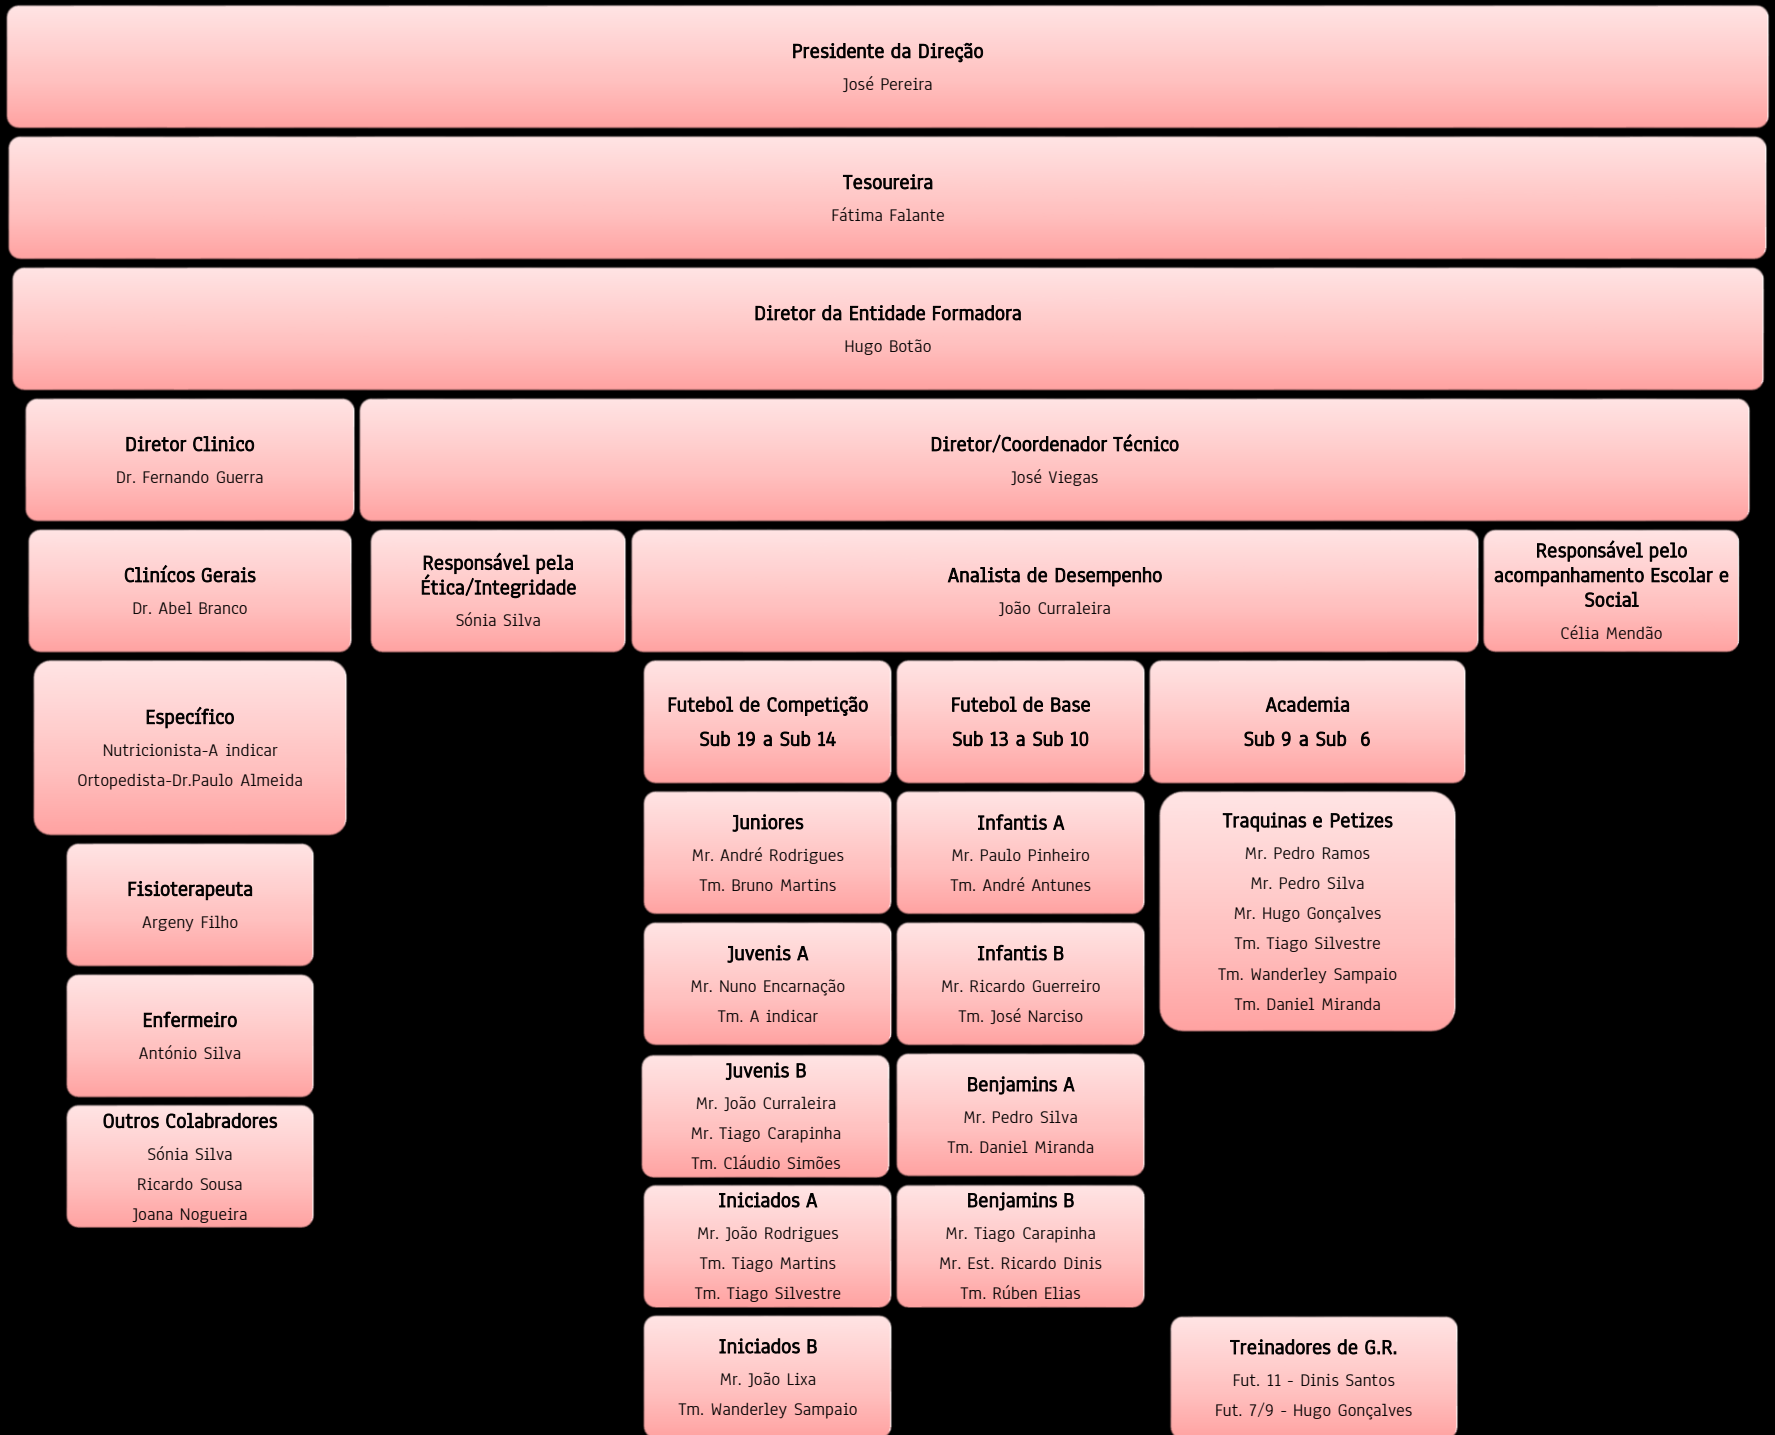 Presidente da Direção
José Pereira
Tesoureira
Fátima Falante
Diretor da Entidade Formadora
Hugo Botão
Diretor Clinico
Dr. Fernando Guerra
Diretor/Coordenador Técnico
José Viegas
Clinícos Gerais
Dr. Abel Branco
Responsável pela
Ética/Integridade
Sónia Silva
Analista de Desempenho
João Curraleira
Responsável pelo
acompanhamento Escolar e
Social
Célia Mendão
Específico
Nutricionista-A indicar
Ortopedista-Dr.Paulo Almeida
Fisioterapeuta
Argeny Filho
Enfermeiro
António Silva
Outros Colabradores
Sónia Silva
Ricardo Sousa
Joana Nogueira
Futebol de Competição
Sub 19 a Sub 14
Juniores
Mr. André Rodrigues
Tm. Bruno Martins
Juvenis A
Mr. Nuno Encarnação
Tm. A indicar
Juvenis B
Mr. João Curraleira
Mr. Tiago Carapinha
Tm. Cláudio Simões
Iniciados A
Mr. João Rodrigues
Tm. Tiago Martins
Tm. Tiago Silvestre
Iniciados B
Mr. João Lixa
Tm. Wanderley Sampaio
Futebol de Base
Sub 13 a Sub 10
Infantis A
Mr. Paulo Pinheiro
Tm. André Antunes
Infantis B
Mr. Ricardo Guerreiro
Tm. José Narciso
Benjamins A
Mr. Pedro Silva
Tm. Daniel Miranda
Benjamins B
Mr. Tiago Carapinha
Mr. Est. Ricardo Dinis
Tm. Rúben Elias
Academia
Sub 9 a Sub 6
Traquinas e Petizes
Mr. Pedro Ramos
Mr. Pedro Silva
Mr. Hugo Gonçalves
Tm. Tiago Silvestre
Tm. Wanderley Sampaio
Tm. Daniel Miranda
Treinadores de G.R.
Fut. 11 - Dinis Santos
Fut. 7/9 - Hugo Gonçalves